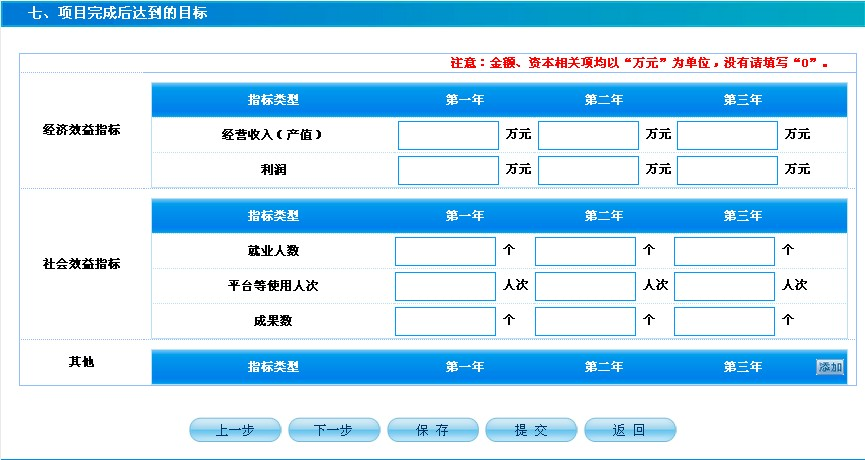 七、项目完成后达到的目标
注意：金额、资本相关项均以“万元”为单位，没有请填写“0”。
经济效益指标
指标类型 第一年 第二年 第三年
经营收入（产值） 万元 万元 万元
利润 万元 万元 万元
社会效益指标
指标类型 第一年 第二年 第三年
就业人数 个 个 个
平台等使用人次 人次 人次 人次
成果数 个 个 个
其他
指标类型 第一年 第二年 第三年 添加
上一步 下一步 保 存 提 交 返 回